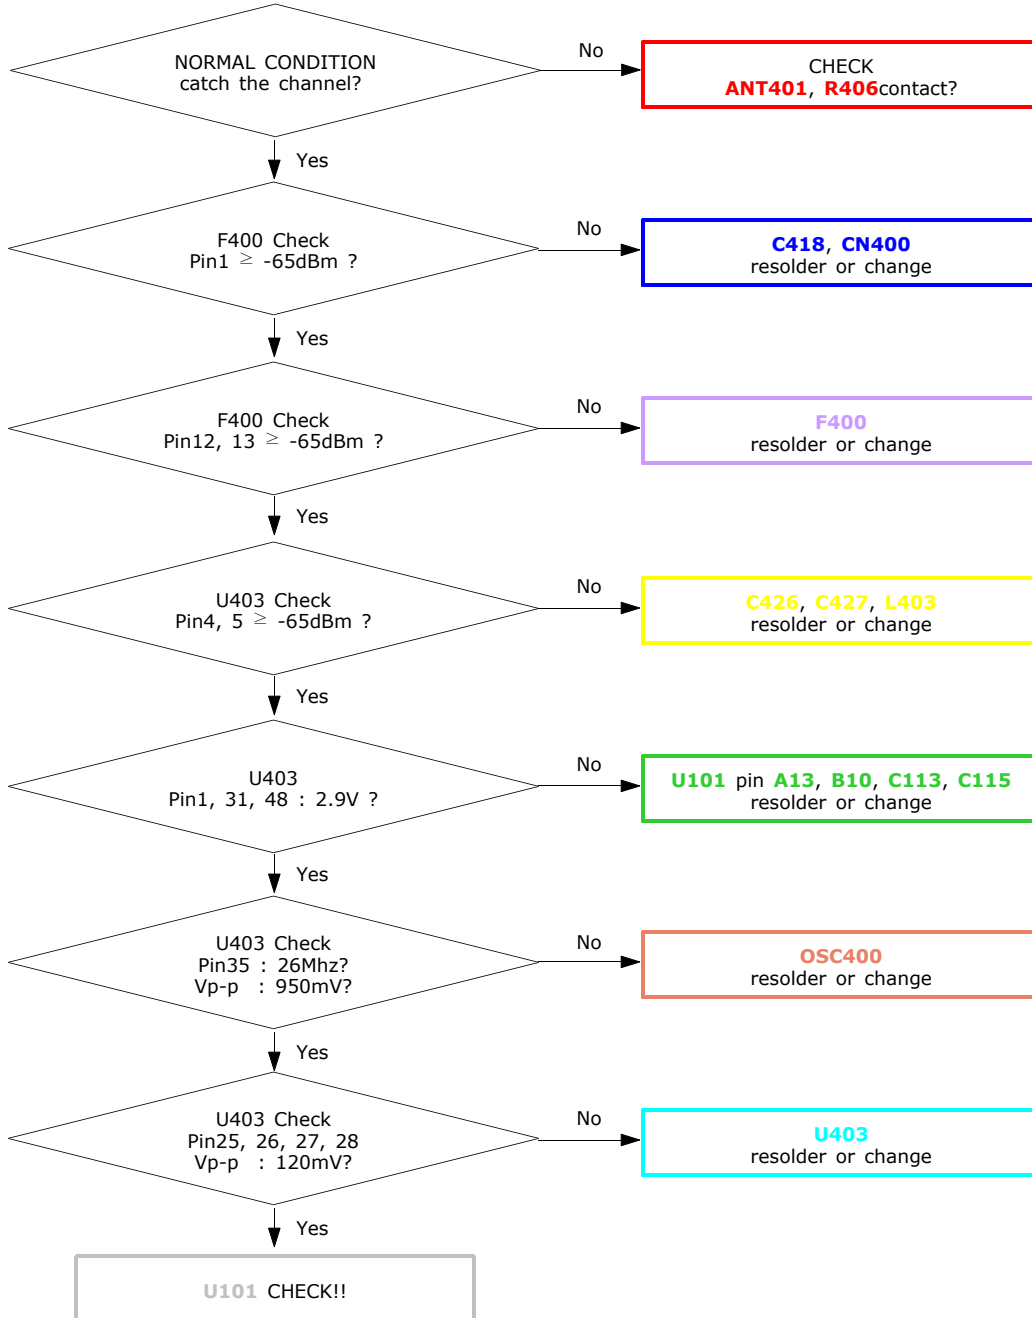 NORMAL CONDITION
catch the channel?
No
CHECK
ANT401, R406contact?
Yes
F400 Check
Pin1 ≥ -65dBm ?
No
C418, CN400
resolder or change
Yes
F400 Check
Pin12, 13 ≥ -65dBm ?
No
F400
resolder or change
Yes
U403 Check
Pin4, 5 ≥ -65dBm ?
No
C426, C427, L403
resolder or change
Yes
U403
Pin1, 31, 48 : 2.9V ?
No
U101 pin A13, B10, C113, C115
resolder or change
Yes
U403 Check
Pin35 : 26Mhz?
Vp-p : 950mV?
No
OSC400
resolder or change
Yes
U403 Check
Pin25, 26, 27, 28
Vp-p : 120mV?
No
U403
resolder or change
Yes
U101 CHECK!!